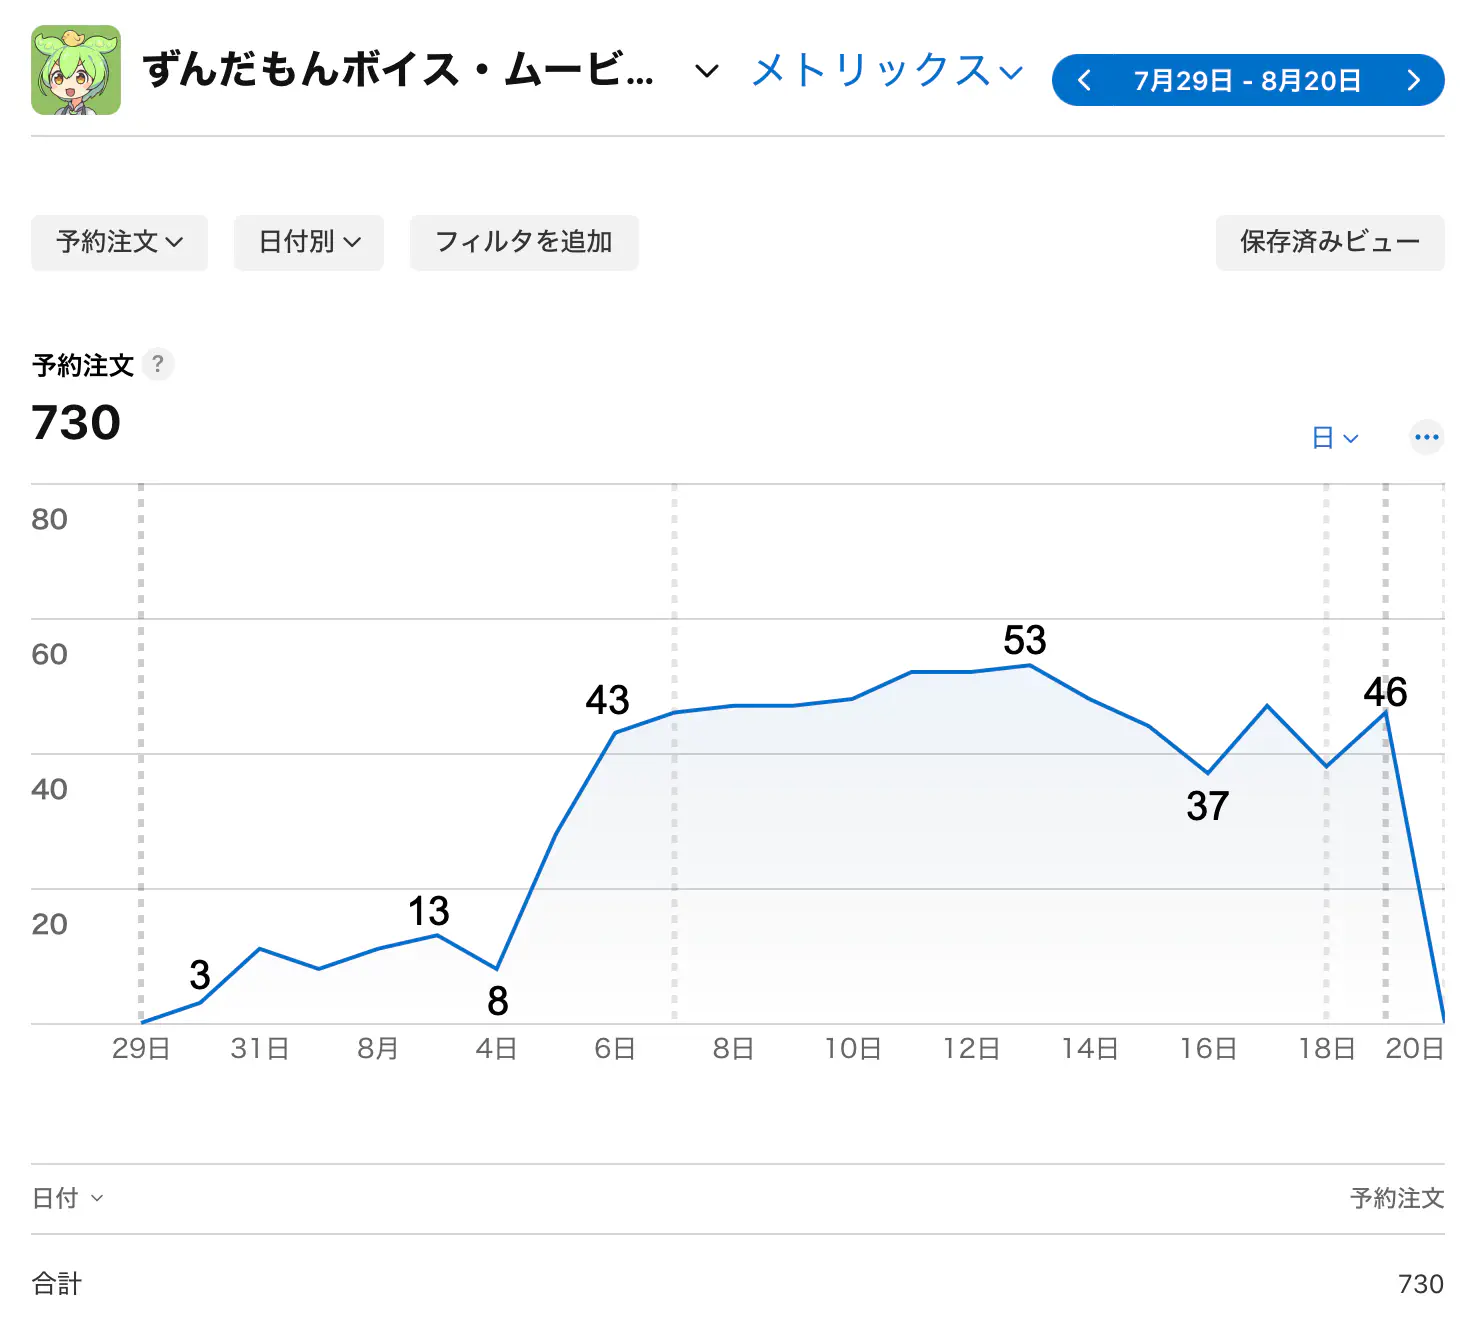 ずんだもんボイス・ムービ... メトリックス 7月29日 - 8月20日
予約注文 日付別 フィルタを追加 保存済みビュー
予約注文 ?
730
日
80
60
40
20
3
13
8
43
53
37
46
29日 31日 8月 4日 6日 8日 10日 12日 14日 16日 18日 20日
日付 予約注文
合計 730